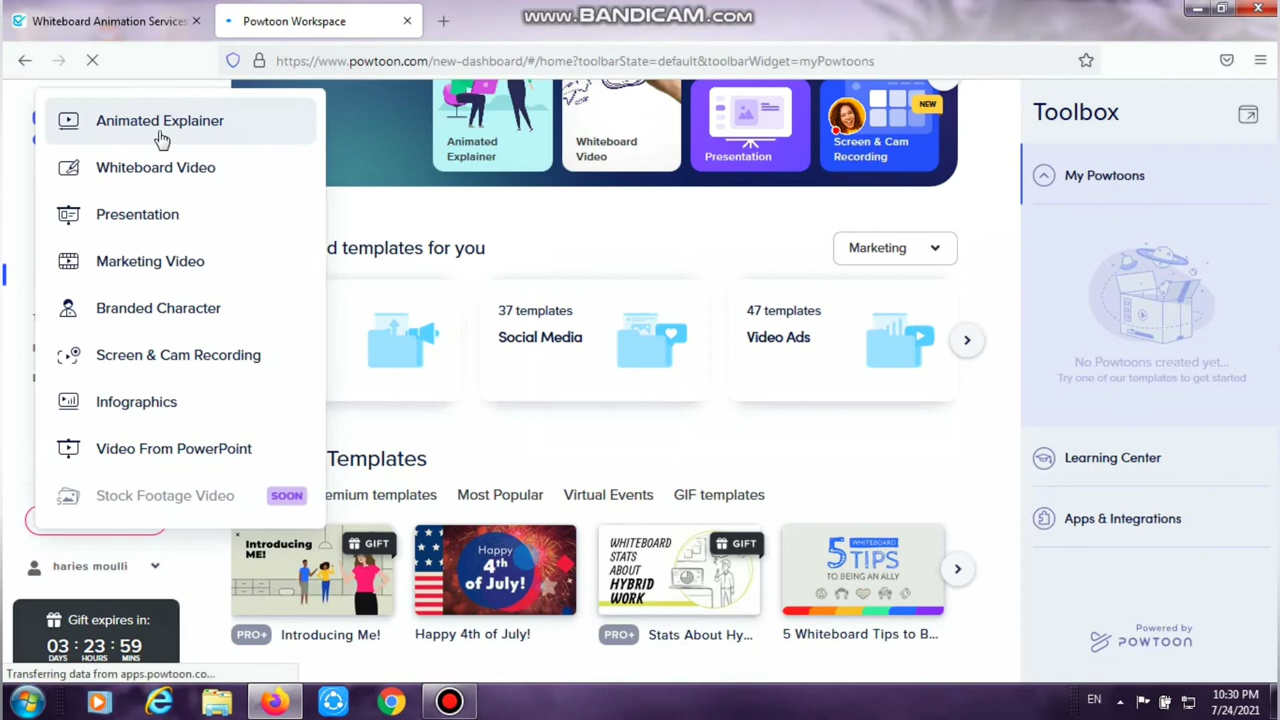 Whiteboard Animation Services
Powtoon Workspace
www.BANDICAM.com
https://www.powtoon.com/new-dashboard/#/home?toolbarState=default&toolbarWidget=myPowtoons
Animated Explainer
Whiteboard Video
Presentation
Marketing Video
Branded Character
Screen & Cam Recording
Infographics
Video From PowerPoint
Stock Footage Video
SOON
Animated
Explainer
Whiteboard
Video
Presentation
NEW
Screen & Cam
Recording
d templates for you
Marketing
37 templates
Social Media
47 templates
Video Ads
Templates
emium templates
Most Popular
Virtual Events
GIF templates
Introducing
ME!
GIFT
Happy
4th
of July!
WHITEBOARD
STATS
ABOUT
HYBRID
WORK
GIFT
5 WHITEBOARD
TIPS
TO BEING AN ALLY
PRO+ Introducing Me!
Happy 4th of July!
PRO+ Stats About Hy...
5 Whiteboard Tips to B...
Toolbox
My Powtoons
No Powtoons created yet...
Try one of our templates to get started
Learning Center
Apps & Integrations
Powered by
POWTOON
haries moulli
Gift expires in:
03 : 23 : 59
DAYS HOURS MINS
Transferring data from apps.powtoon.co...
EN
10:30 PM
7/24/2021